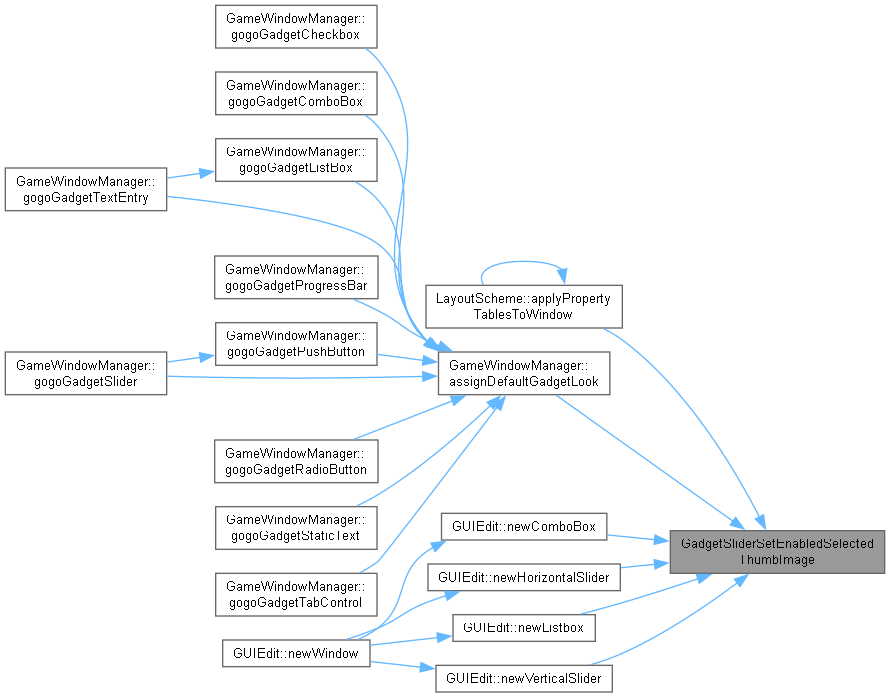 GameWindowManager::
gogoGadgetCheckbox
GameWindowManager::
gogoGadgetComboBox
GameWindowManager::
gogoGadgetListBox
GameWindowManager::
gogoGadgetTextEntry
GameWindowManager::
gogoGadgetProgressBar
LayoutScheme::applyProperty
TablesToWindow
GameWindowManager::
gogoGadgetPushButton
GameWindowManager::
gogoGadgetSlider
GameWindowManager::
assignDefaultGadgetLook
GameWindowManager::
gogoGadgetRadioButton
GameWindowManager::
gogoGadgetStaticText
GUIEdit::newComboBox
GadgetSliderSetEnabledSelected
ThumbImage
GUIEdit::newHorizontalSlider
GameWindowManager::
gogoGadgetTabControl
GUIEdit::newListbox
GUIEdit::newWindow
GUIEdit::newVerticalSlider